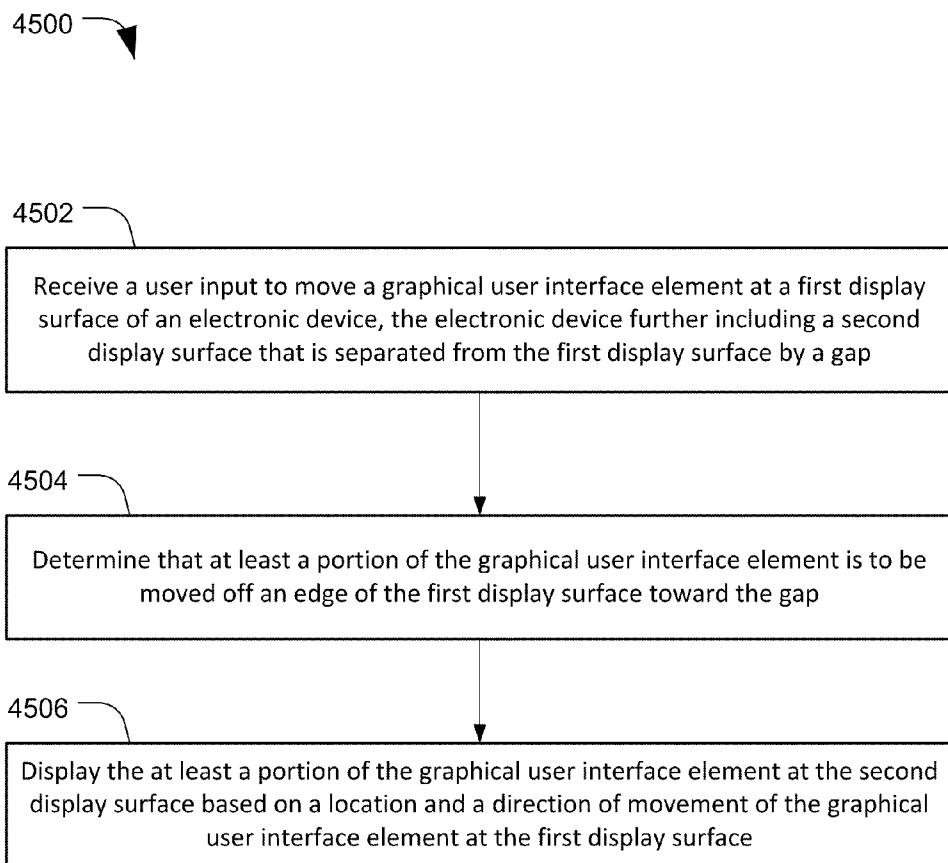 4500
4502
Receive a user input to move a graphical user interface element at a first display
surface of an electronic device, the electronic device further including a second
display surface that is separated from the first display surface by a gap
4504
Determine that at least a portion of the graphical user interface element is to be
moved off an edge of the first display surface toward the gap
4506
Display the at least a portion of the graphical user interface element at the second
display surface based on a location and a direction of movement of the graphical
user interface element at the first display surface